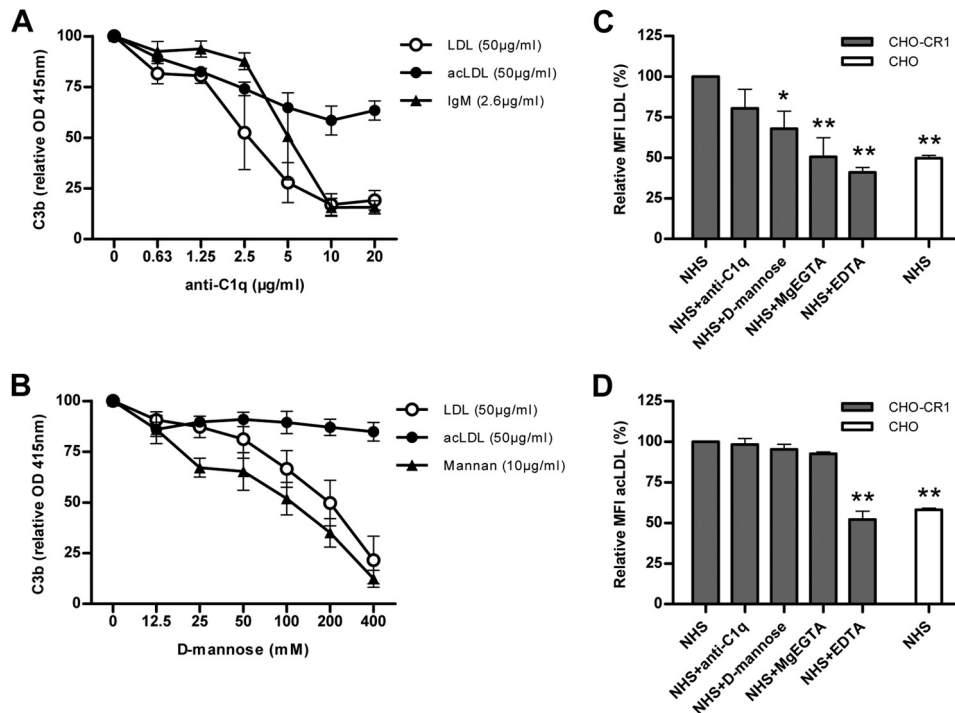 A
C3b (relative OD 415nm)
100
75
50
25
0
0 0.63 1.25 2.5 5 10 20
anti-C1q (µg/ml)
LDL (50µg/ml)
acLDL (50µg/ml)
IgM (2.6µg/ml)
B
C3b (relative OD 415nm)
100
75
50
25
0
0 12.5 25 50 100 200 400
D-mannose (mM)
LDL (50µg/ml)
acLDL (50µg/ml)
Mannan (10µg/ml)
C
Relative MFI LDL (%)
125
100
75
50
25
0
* ** ** **
NHS
NHS+anti-C1q
NHS+D-mannose
NHS+MgEGTA
NHS+EDTA
NHS
CHO-CR1
CHO
D
Relative MFI acLDL (%)
125
100
75
50
25
0
** **
NHS
NHS+anti-C1q
NHS+D-mannose
NHS+MgEGTA
NHS+EDTA
NHS
CHO-CR1
CHO